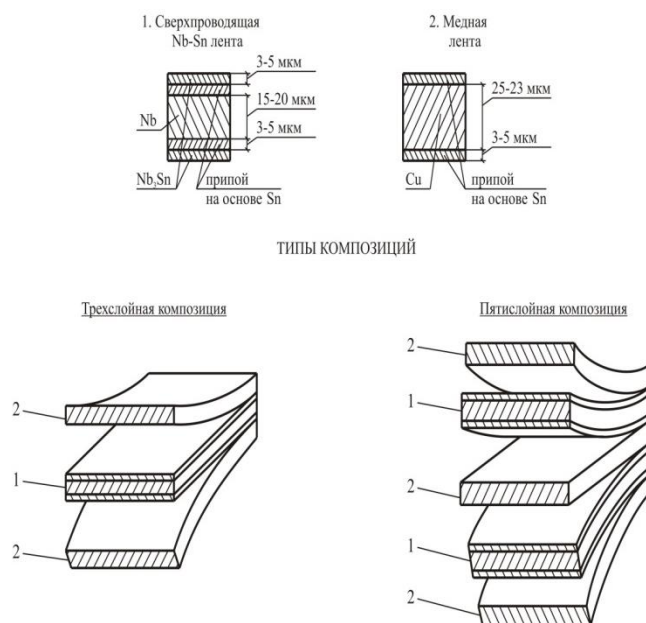 1. Сверхпроводящая
Nb-Sn лента
3-5 мкм
15-20 мкм
Nb
3-5 мкм
Nb₃Sn
припой
на основе Sn
2. Медная
лента
25-23 мкм
3-5 мкм
Cu
припой
на основе Sn
ТИПЫ КОМПОЗИЦИЙ
Трехслойная композиция
2
1
2
Пятислойная композиция
2
1
2
1
2